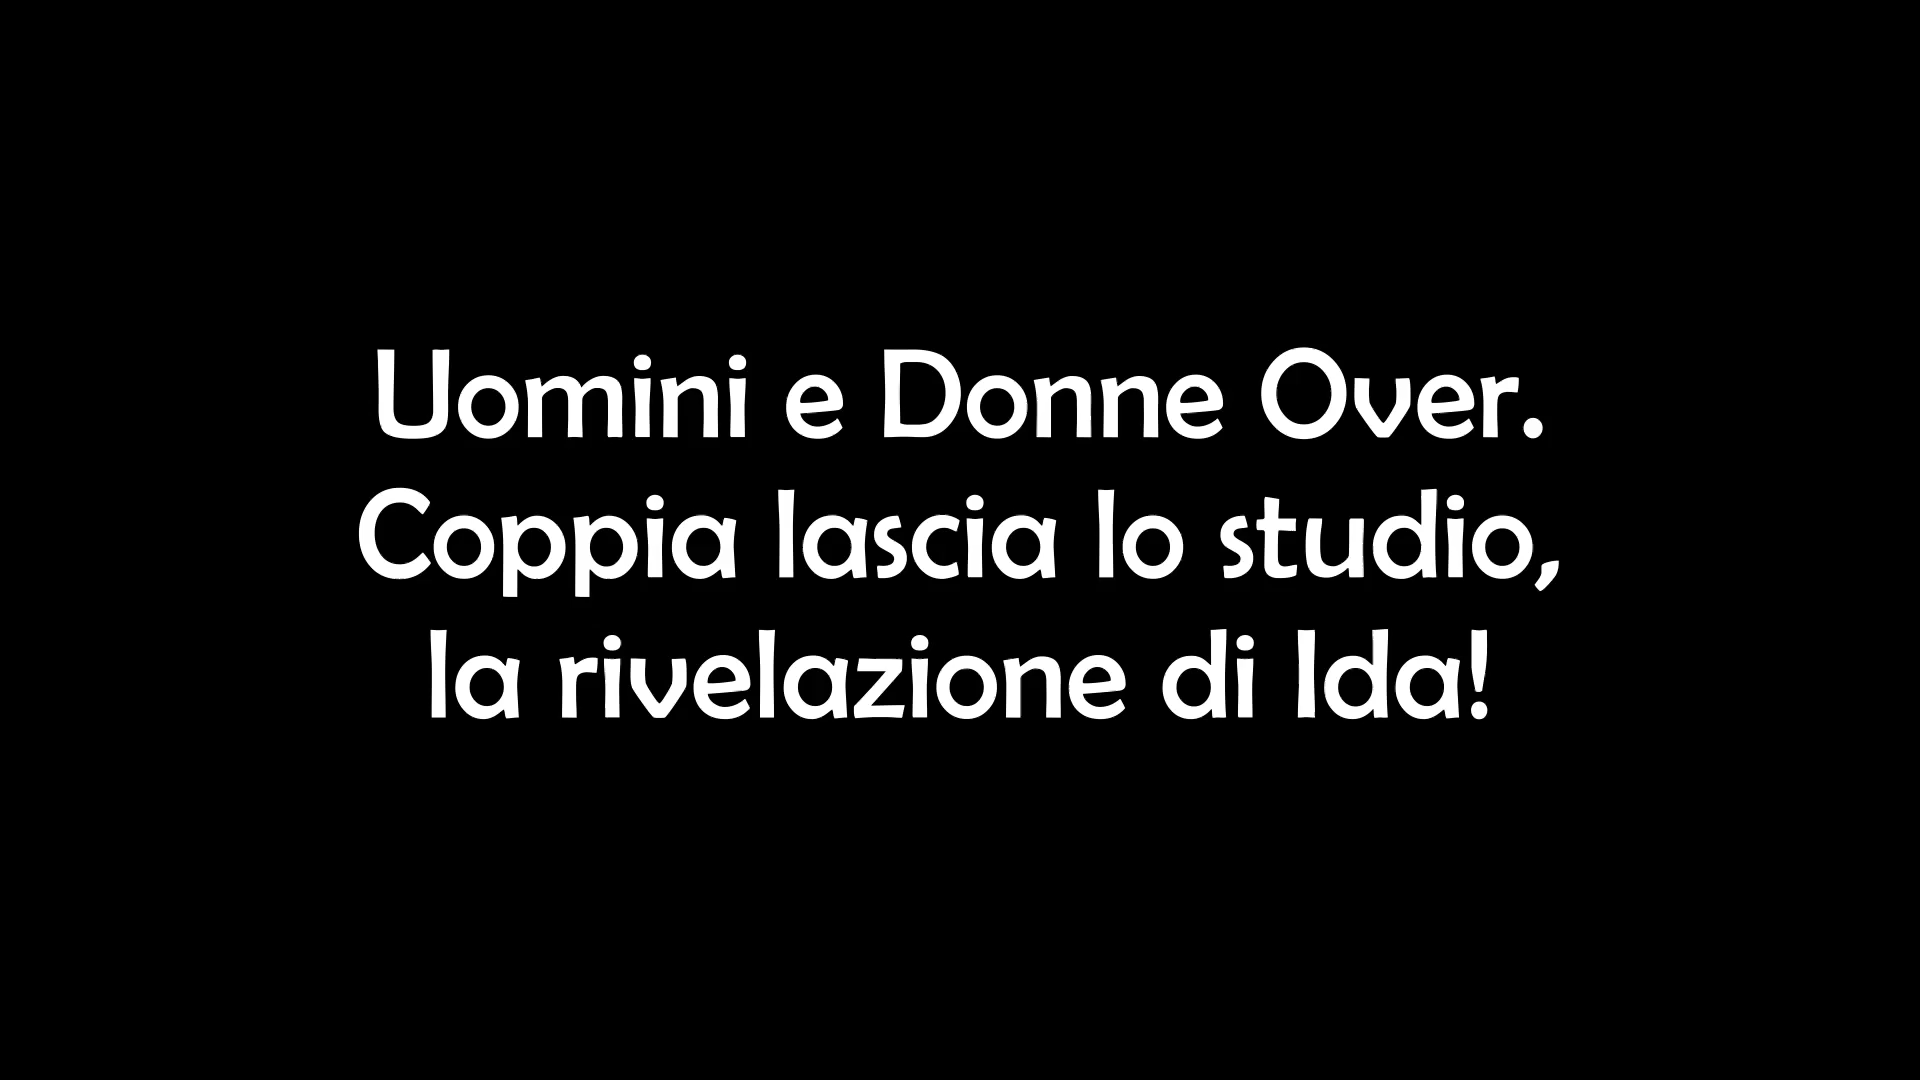 Uomini e Donne Over.
Coppia lascia lo studio,
la rivelazione di Ida!